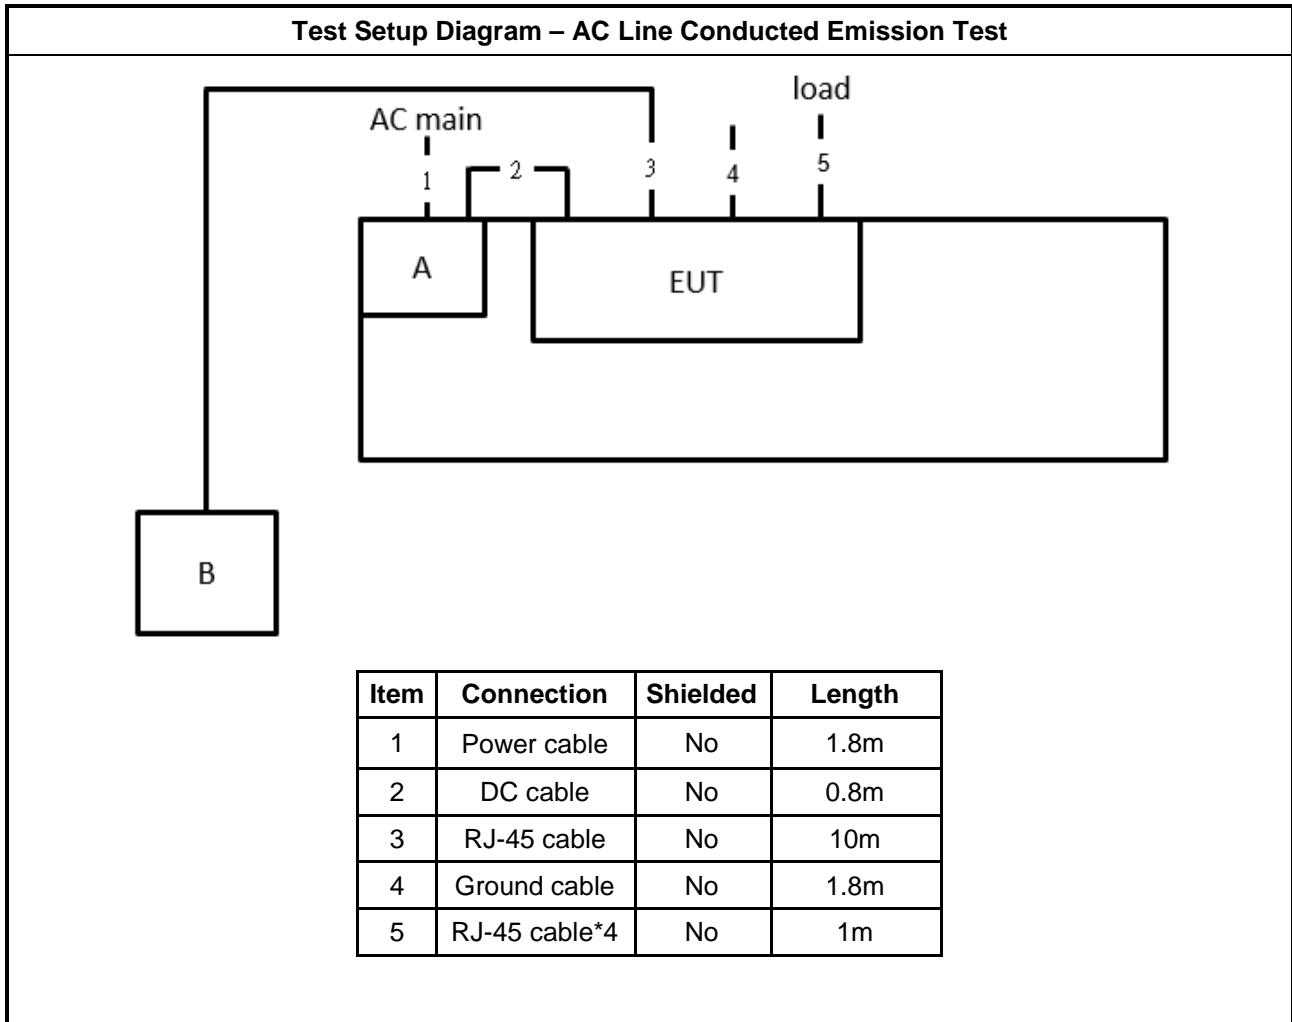 Test Setup Diagram – AC Line Conducted Emission Test
load
AC main
1
2
3
4
5
A
EUT
B
Item Connection Shielded Length
1 Power cable No 1.8m
2 DC cable No 0.8m
3 RJ-45 cable No 10m
4 Ground cable No 1.8m
5 RJ-45 cable*4 No 1m